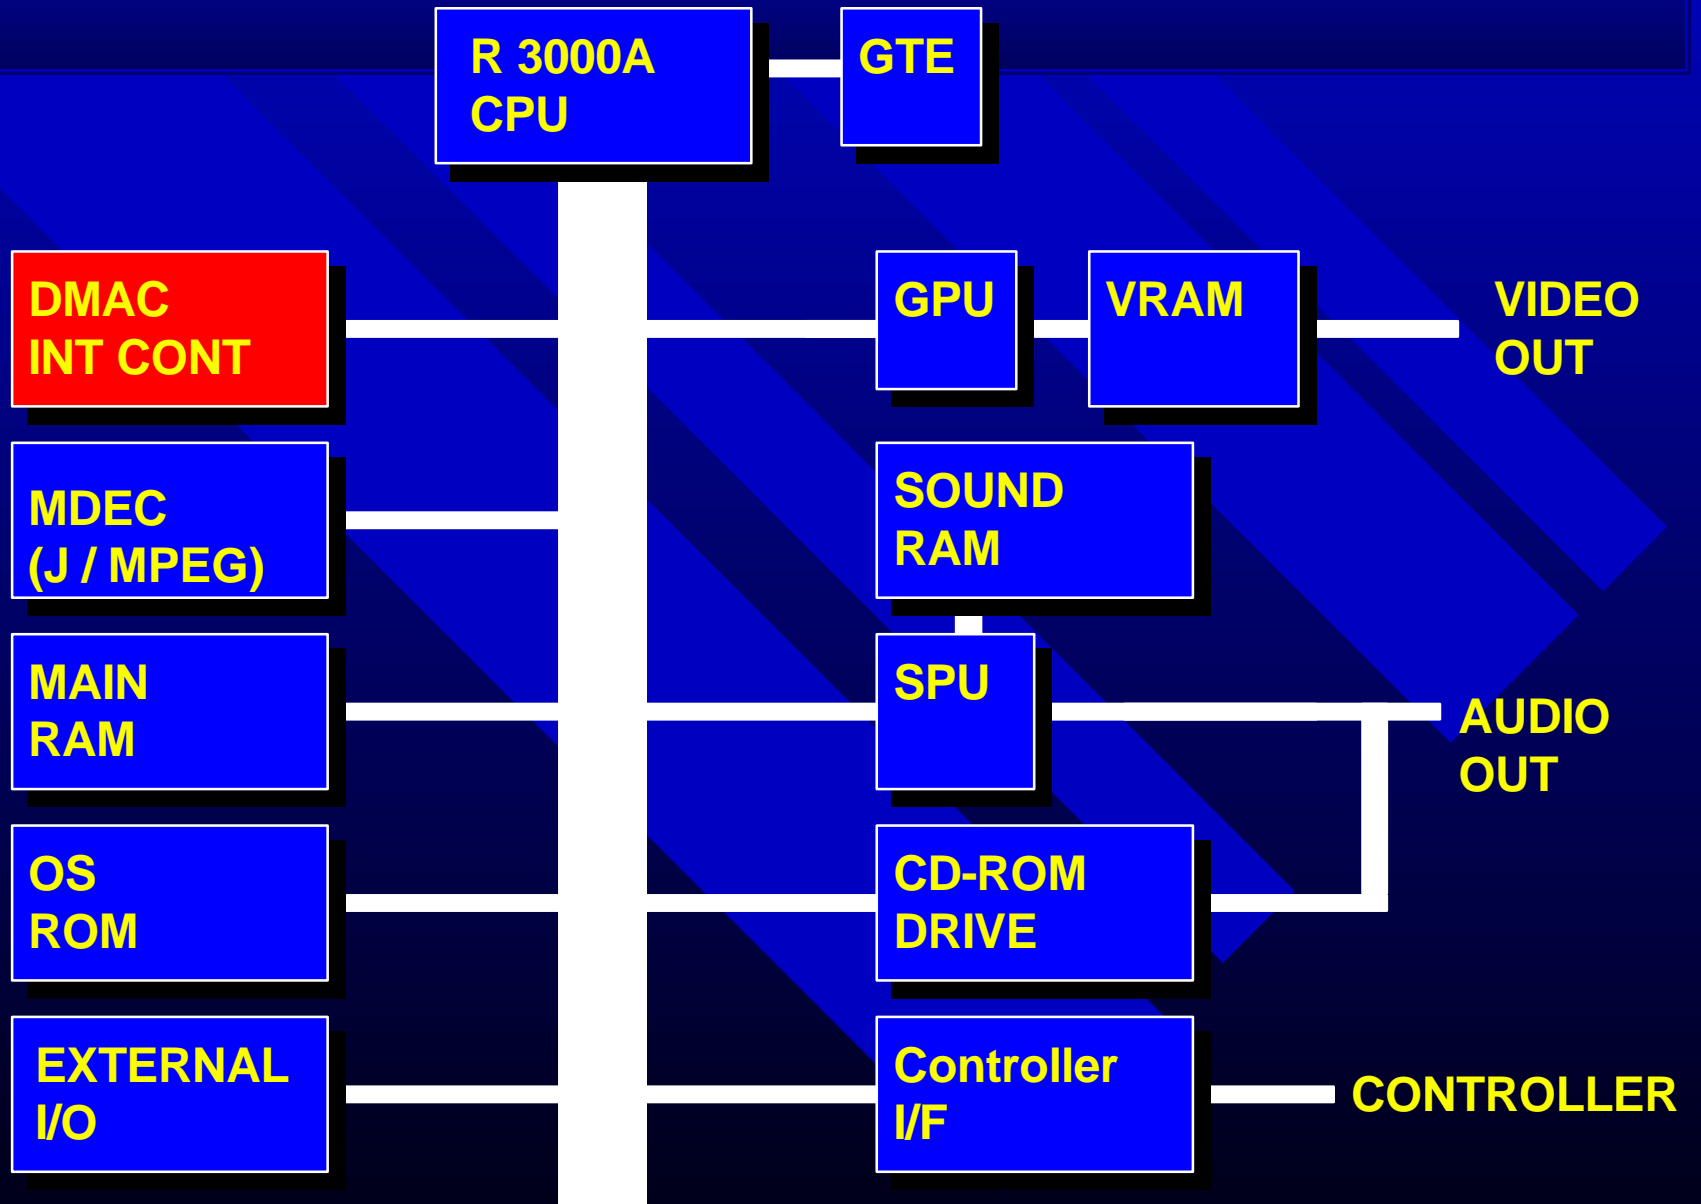 R 3000A
CPU
GTE
DMAC
INT CONT
GPU
VRAM
VIDEO
OUT
MDEC
(J / MPEG)
SOUND
RAM
MAIN
RAM
SPU
AUDIO
OUT
OS
ROM
CD-ROM
DRIVE
EXTERNAL
I/O
Controller
I/F
CONTROLLER